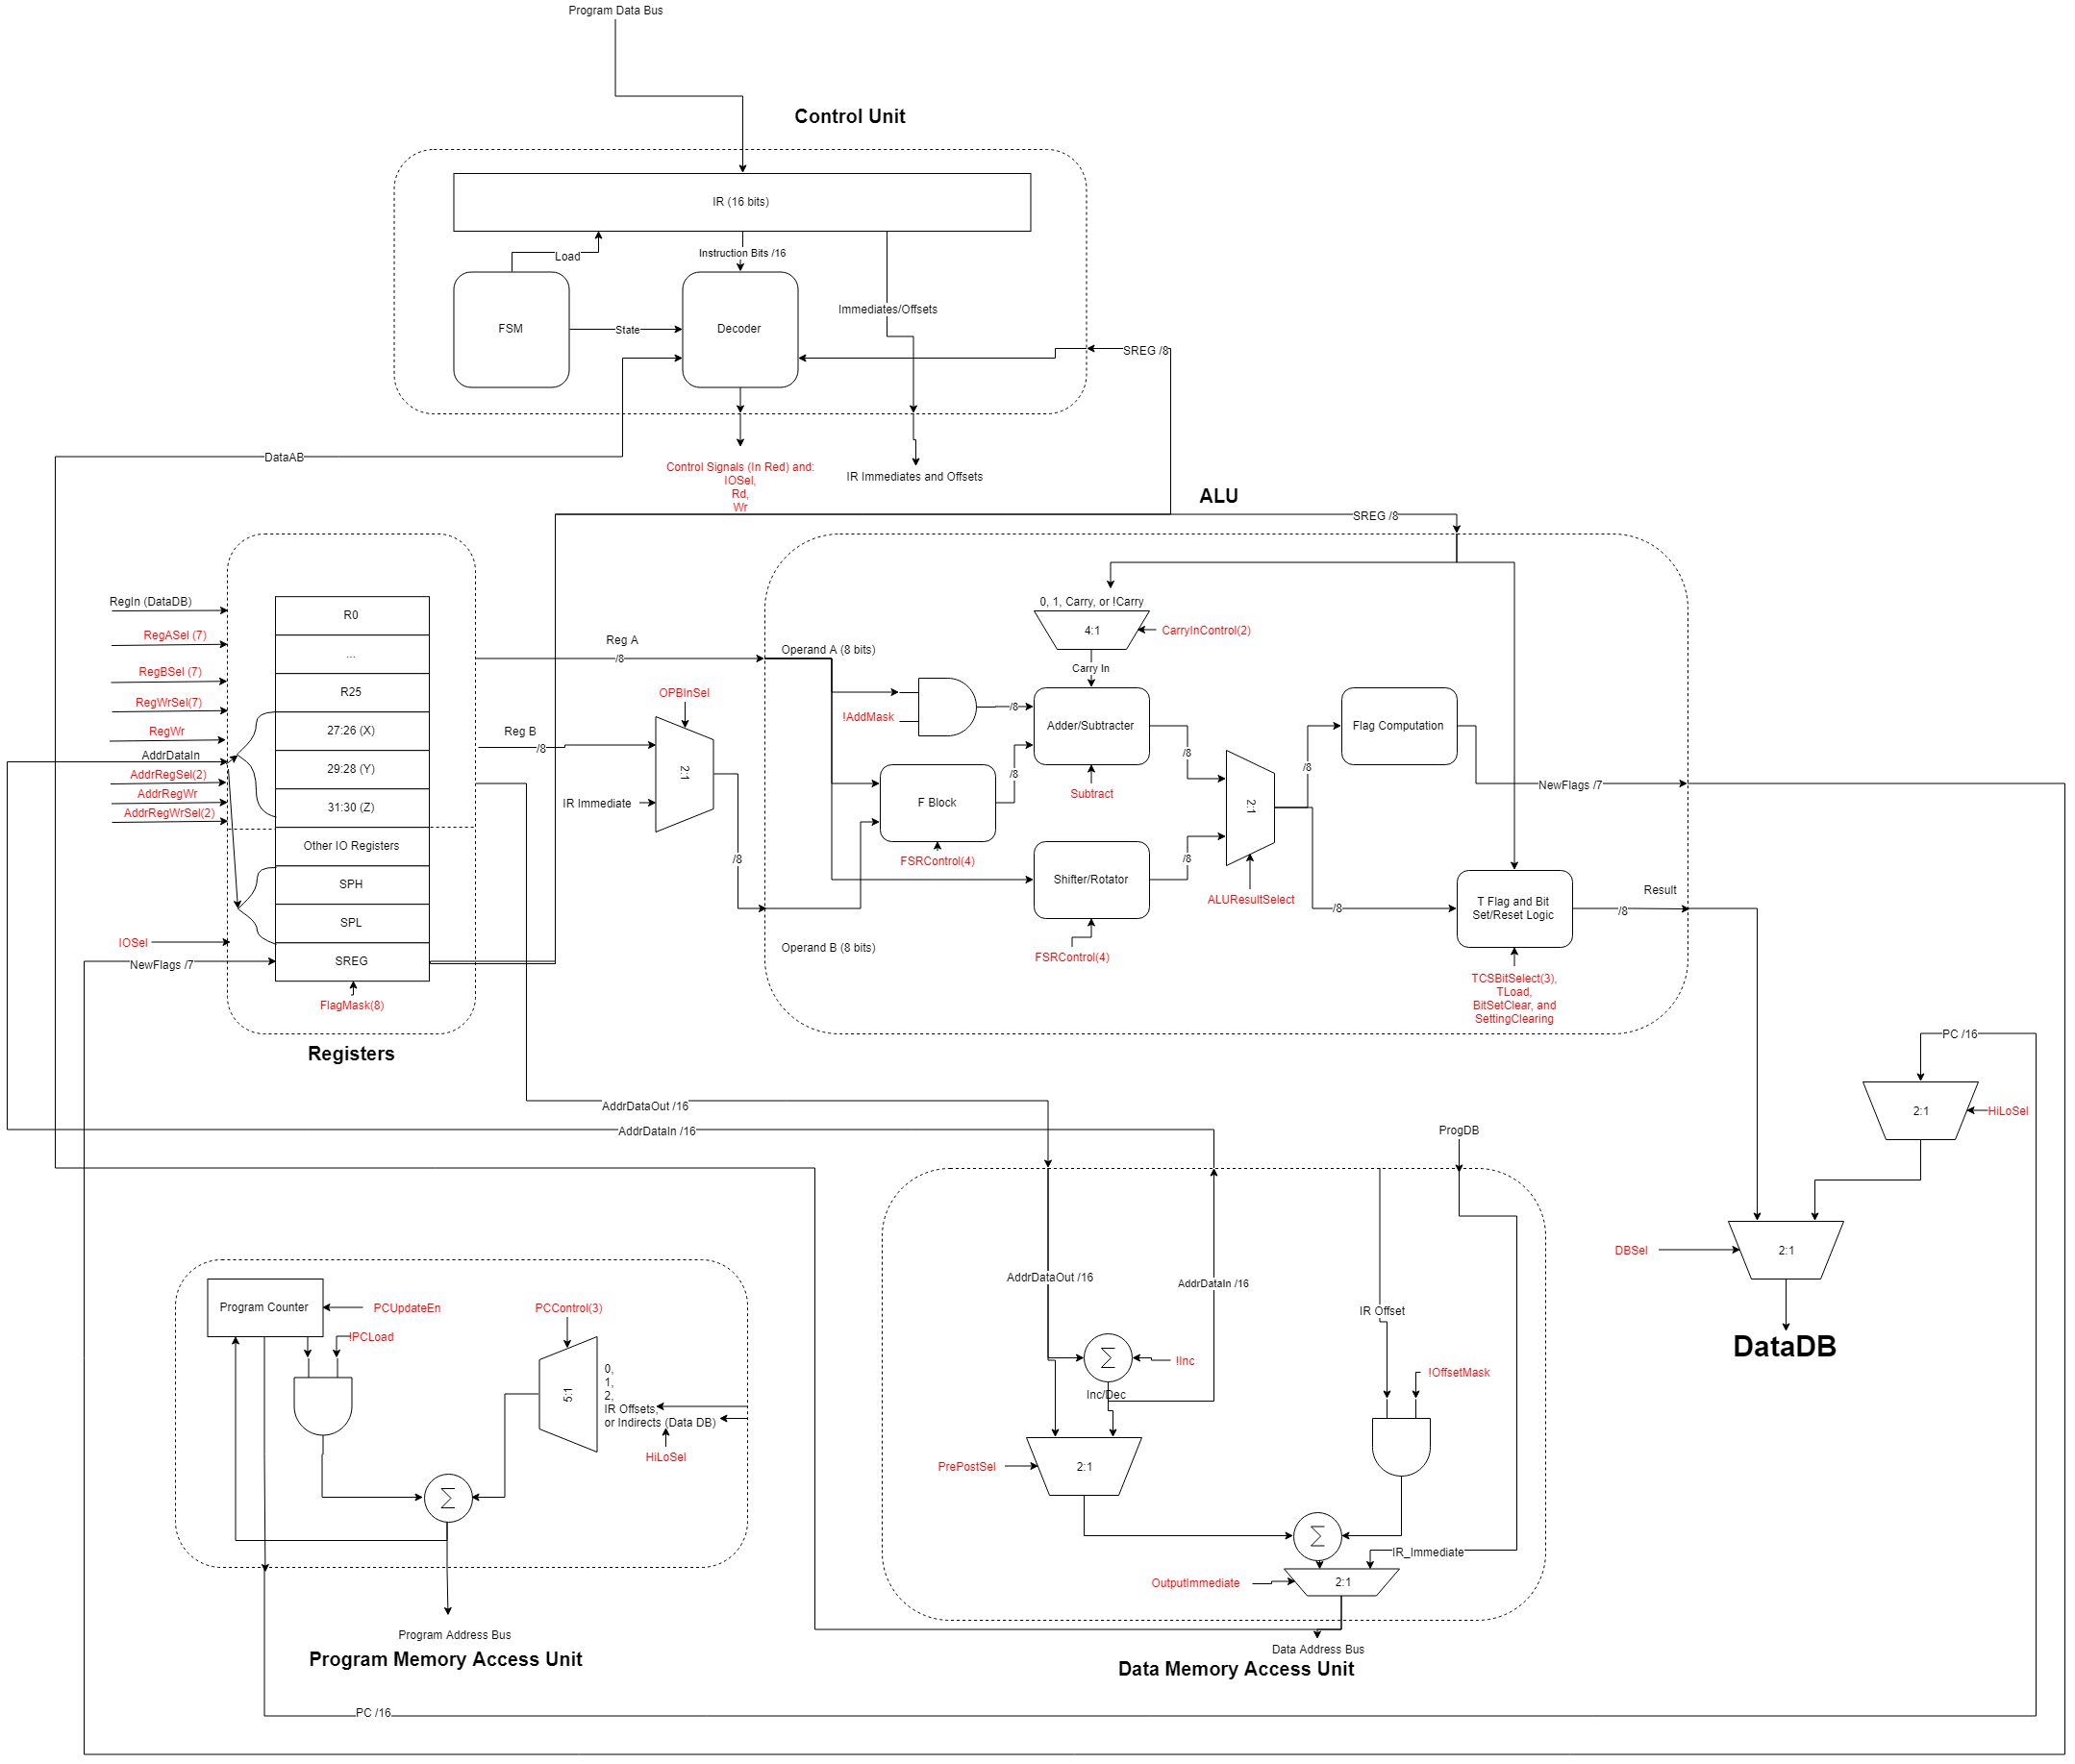 Program Data Bus
Control Unit
IR (16 bits)
Load
Instruction Bits /16
FSM
State
Decoder
Immediates/Offsets
SREG /8
DataAB
Control Signals (In Red) and:
IOSel,
Rd,
Wr
IR Immediates and Offsets
ALU
SREG /8
RegIn (DataDB)
RegASel (7)
RegBSel (7)
RegWrSel(7)
RegWr
AddrDataIn
AddrRegSel(2)
AddrRegWr
AddrRegWrSel(2)
IOSel
NewFlags /7
R0
...
R25
27:26 (X)
29:28 (Y)
31:30 (Z)
Other IO Registers
SPH
SPL
SREG
FlagMask(8)
Registers
Reg A
/8
Reg B
/8
OPBInSel
2:1
IR Immediate
/8
Operand A (8 bits)
!AddMask
0, 1, Carry, or !Carry
4:1
CarryInControl(2)
Carry In
/8
Adder/Subtracter
Subtract
/8
F Block
FSRControl(4)
Shifter/Rotator
FSRControl(4)
Operand B (8 bits)
/8
/8
2:1
ALUResultSelect
/8
Flag Computation
NewFlags /7
/8
T Flag and Bit
Set/Reset Logic
TCSBitSelect(3),
TLoad,
BitSetClear, and
SettingClearing
Result
/8
PC /16
2:1
HiLoSel
DBSel
2:1
DataDB
AddrDataOut /16
AddrDataIn /16
ProgDB
AddrDataOut /16
AddrDataIn /16
IR Offset
Σ
!Inc
Inc/Dec
!OffsetMask
PrePostSel
2:1
Σ
IR_Immediate
OutputImmediate
2:1
Data Address Bus
Data Memory Access Unit
Program Counter
PCUpdateEn
!PCLoad
PCControl(3)
5:1
0,
1,
2,
IR Offsets,
or Indirects (Data DB)
HiLoSel
Σ
Program Address Bus
Program Memory Access Unit
PC /16